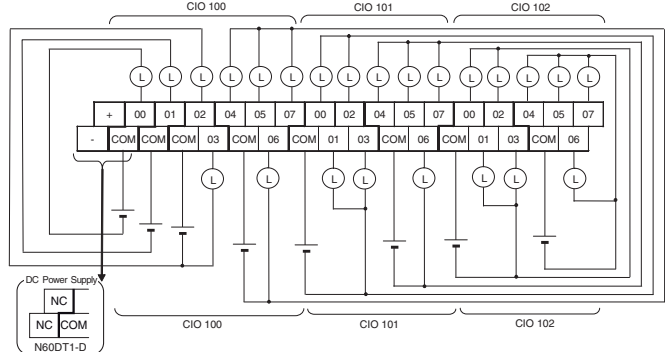 CIO 100 CIO 101 CIO 102
L L L L L L L L L L L L L L L L
+ 00 01 02 04 05 07 00 02 04 05 07 00 02 04 05 07
- COM COM COM 03 COM 06 COM 01 03 COM 06 COM 01 03 COM 06
L L L L L L L L
DC Power Supply
NC
NC COM
N60DT1-D
CIO 100 CIO 101 CIO 102